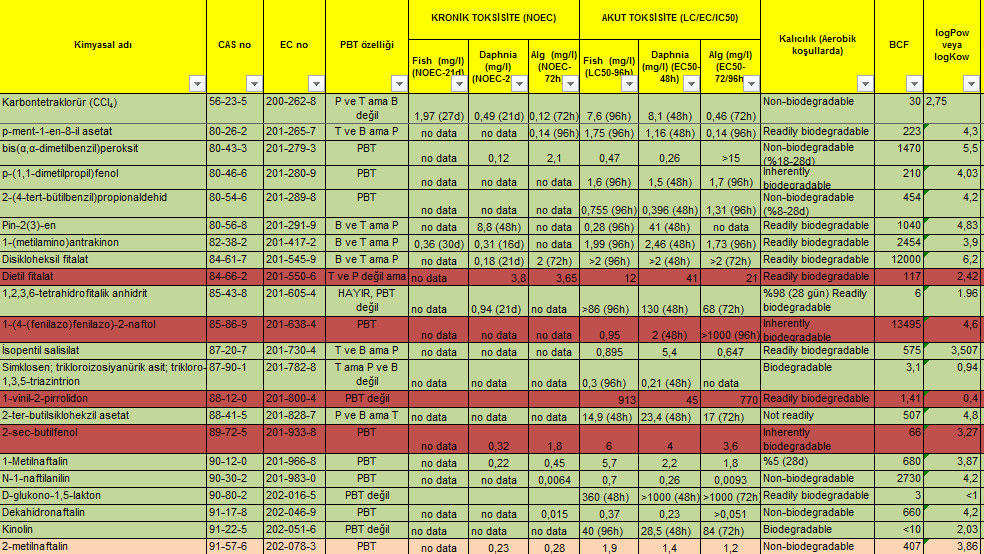 KRONİK TOKSİSİTE (NOEC) AKUT TOKSİSİTE (LC/EC/IC50)
Kimyasal adı CAS no EC no PBT özelliği Fish (mg/l) (NOEC-21d) Daphnia (mg/l) (NOEC-2 Alg (mg/l) (NOEC-72h) Fish (mg/l) (LC50-96h) Daphnia (mg/l) (EC50-48h) Alg (mg/l) (EC50-72/96h) Kalıcılık (Aerobik koşullarda) BCF logPow veya logKow
Karbontetraklorür (CCl₄) 56-23-5 200-262-8 P ve T ama B değil 1,97 (27d) 0,49 (21d) 0,12 (72h) 7,6 (96h) 8,1 (48h) 0,46 (72h) Non-biodegradable 30 2,75
p-ment-1-en-8-il asetat 80-26-2 201-265-7 T ve B ama P no data no data 0,14 (96h) 1,75 (96h) 1,16 (48h) 0,14 (96h) Readily biodegradable 223 4,3
bis(α,α-dimetilbenzil)peroksit 80-43-3 201-279-3 PBT no data 0,12 2,1 0,47 0,26 >15 Non-biodegradable (%18-28d) 1470 5,5
p-(1,1-dimetilpropil)fenol 80-46-6 201-280-9 PBT no data no data no data 1,6 (96h) 1,5 (48h) 1,7 (96h) Inherently biodegradable 210 4,03
2-(4-tert-bütilbenzil)propionaldehid 80-54-6 201-289-8 PBT no data no data no data 0,755 (96h) 0,396 (48h) 1,31 (96h) Non-biodegradable (%8-28d) 454 4,2
Pin-2(3)-en 80-56-8 201-291-9 B ve T ama P no data 8,8 (48h) no data 0,28 (96h) 41 (48h) no data Readily biodegradable 1040 4,83
1-(metilamino)antrakinon 82-38-2 201-417-2 B ve T ama P 0,36 (30d) 0,31 (16d) no data 1,99 (96h) 2,46 (48h) 1,73 (96h) Readily biodegradable 2454 3,9
Disikloheksil fitalat 84-61-7 201-545-9 B ve T ama P no data 0,18 (21d) 2 (72h) >2 (96h) >2 (48h) >2 (72h) Readily biodegradable 12000 6,2
Dietil fitalat 84-66-2 201-550-6 T ve P değil ama no data 3,8 3,65 12 41 21 Readily biodegradable 117 2,42
1,2,3,6-tetrahidrofitalik anhidrit 85-43-8 201-605-4 HAYIR, PBT değil no data 0,94 (21d) no data >86 (96h) 130 (48h) 68 (72h) %98 (28 gün) Readily biodegradable 6 1.96
1-(4-(fenilazo)fenilazo)-2-naftol 85-86-9 201-638-4 PBT no data no data no data 0,95 2 (48h) >1000 (96h) Inherently biodegradable 13495 4,6
İsopentil salisilat 87-20-7 201-730-4 T ve B ama P no data no data no data 0,895 5,4 0,647 Readily biodegradable 575 3,507
Simklosen; trikloroizosiyanürik asit; trikloro-1,3,5-triazintrion 87-90-1 201-782-8 T ama P ve B değil no data no data no data 0,3 (96h) 0,21 (48h) no data Biodegradable 3,1 0,94
1-vinil-2-pirrolidon 88-12-0 201-800-4 PBT değil 913 45 770 Readily biodegradable 1,41 0,4
2-ter-butilsiklohekzil asetat 88-41-5 201-828-7 P ve B ama T no data no data no data 14,9 (48h) 23,4 (48h) 17 (72h) Not readily 507 4,8
2-sec-butilfenol 89-72-5 201-933-8 PBT no data 0,32 1,8 6 4 3,6 Inherently biodegradable 66 3,27
1-Metilnaftalin 90-12-0 201-966-8 PBT no data 0,22 0,45 5,7 2,2 1,8 %5 (28d) 680 3,87
N-1-naftilanilin 90-30-2 201-983-0 PBT no data no data 0,0064 0,7 0,26 0,0093 Non-biodegradable 2730 4,2
D-glukono-1,5-lakton 90-80-2 202-016-5 PBT değil 360 (48h) >1000 (48h) >1000 (72h) Readily biodegradable 3 <1
Dekahidronaftalin 91-17-8 202-046-9 PBT no data no data 0,015 0,37 0,23 >0,051 Non-biodegradable 660 4,2
Kinolin 91-22-5 202-051-6 PBT değil no data no data no data 40 (96h) 28,5 (48h) 84 (72h) Biodegradable <10 2,03
2-metilnaftalin 91-57-6 202-078-3 PBT no data 0,23 0,28 1,9 1,4 1,2 Non-biodegradable 407 3,86